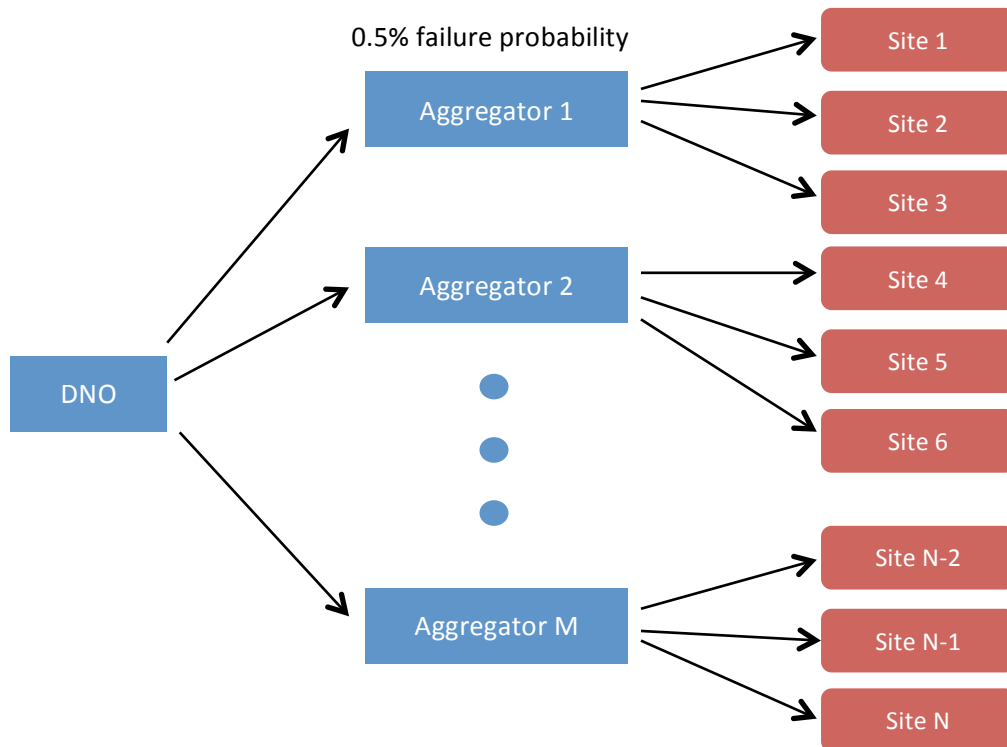 0.5% failure probability
Site 1
Aggregator 1
Site 2
Site 3
Aggregator 2
Site 4
Site 5
DNO
Site 6
Site N-2
Aggregator M
Site N-1
Site N